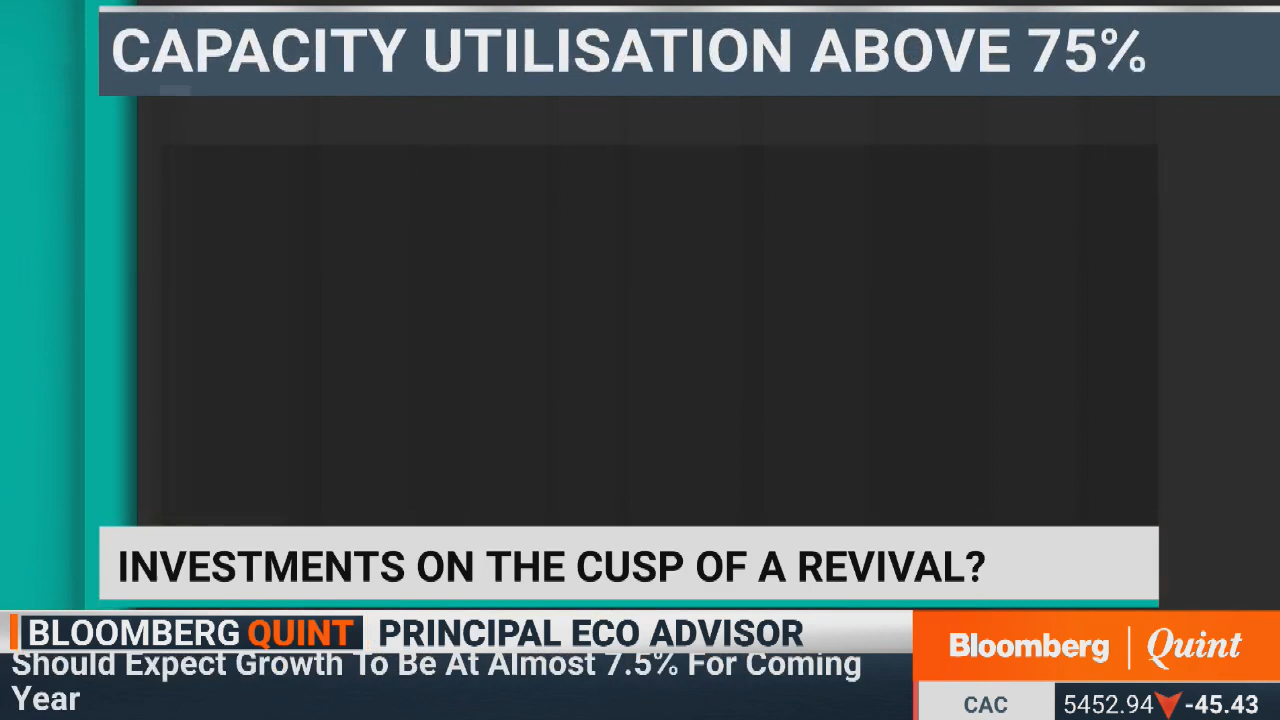 CAPACITY UTILISATION ABOVE 75%
INVESTMENTS ON THE CUSP OF A REVIVAL?
BLOOMBERG QUINT PRINCIPAL ECO ADVISOR
Should Expect Growth To Be At Almost 7.5% For Coming
Year
Bloomberg | Quint
CAC 5452.94 -45.43